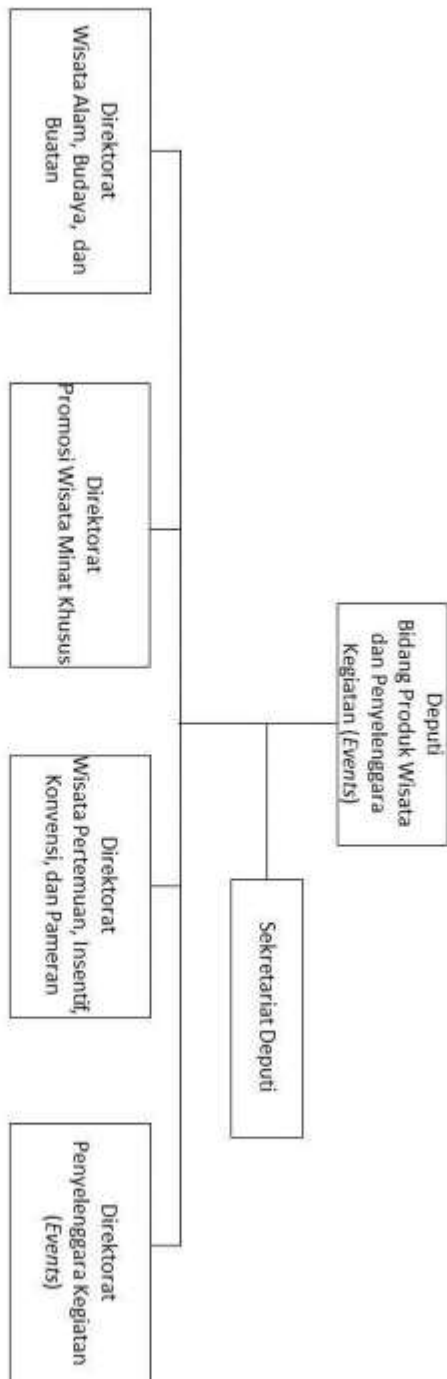 Deputi
Bidang Produk Wisata
dan Penyelenggara
Kegiatan (Events)
Sekretariat Deputi
Direktorat
Wisata Alam, Budaya, dan
Buatan
Direktorat
Promosi Wisata Minat Khusus
Direktorat
Wisata Pertemuan, Insentif,
Konvensi, dan Pameran
Direktorat
Penyelenggara Kegiatan
(Events)